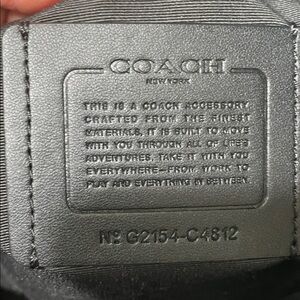 COACH
NEW YORK
THIS IS A COACH ACCESSORY.
CRAFTED FROM THE FINEST
MATERIALS, IT IS BUILT TO MOVE
WITH YOU THROUGH ALL OF LIFE'S
ADVENTURES. TAKE IT WITH YOU
EVERYWHERE—FROM WORK TO
PLAY AND EVERYTHING IN BETWEEN.
Nº G2154-C4812